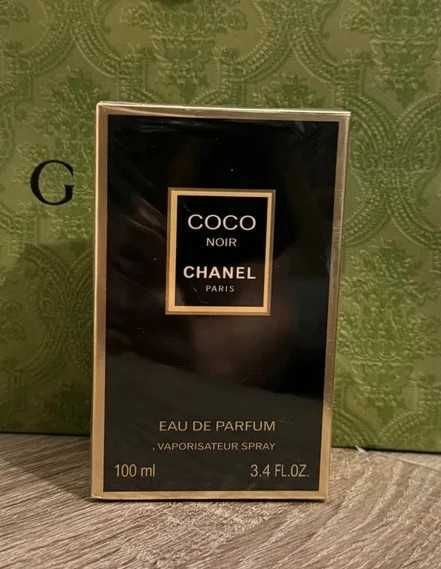 G
COCO
NOIR
CHANEL
PARIS
EAU DE PARFUM
VAPORISATEUR SPRAY
100 ml 3.4 FL.OZ.